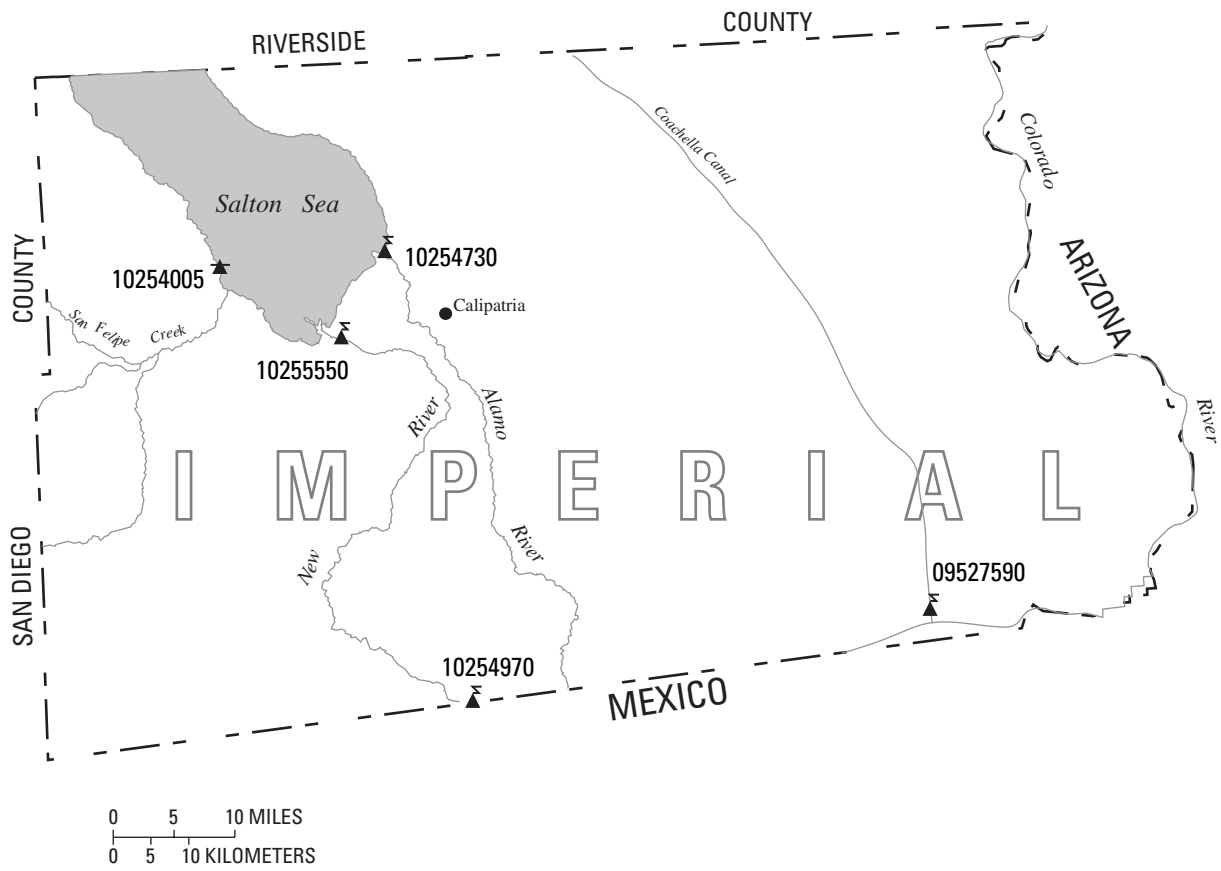 RIVERSIDE
COUNTY
Coachella Canal
Colorado
Salton Sea
COUNTY
10254005
10254730
ARIZONA
Calipatria
San Felipe Creek
10255550
River
Alamo
River
IMPERIAL
SAN DIEGO
New
River
09527590
10254970
MEXICO
0 5 10 MILES
0 5 10 KILOMETERS